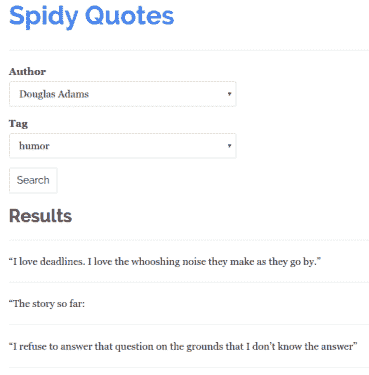 Spidy Quotes
Author
Douglas Adams
Tag
humor
Search
Results
“I love deadlines. I love the whooshing noise they make as they go by.”
“The story so far:
“I refuse to answer that question on the grounds that I don’t know the answer”